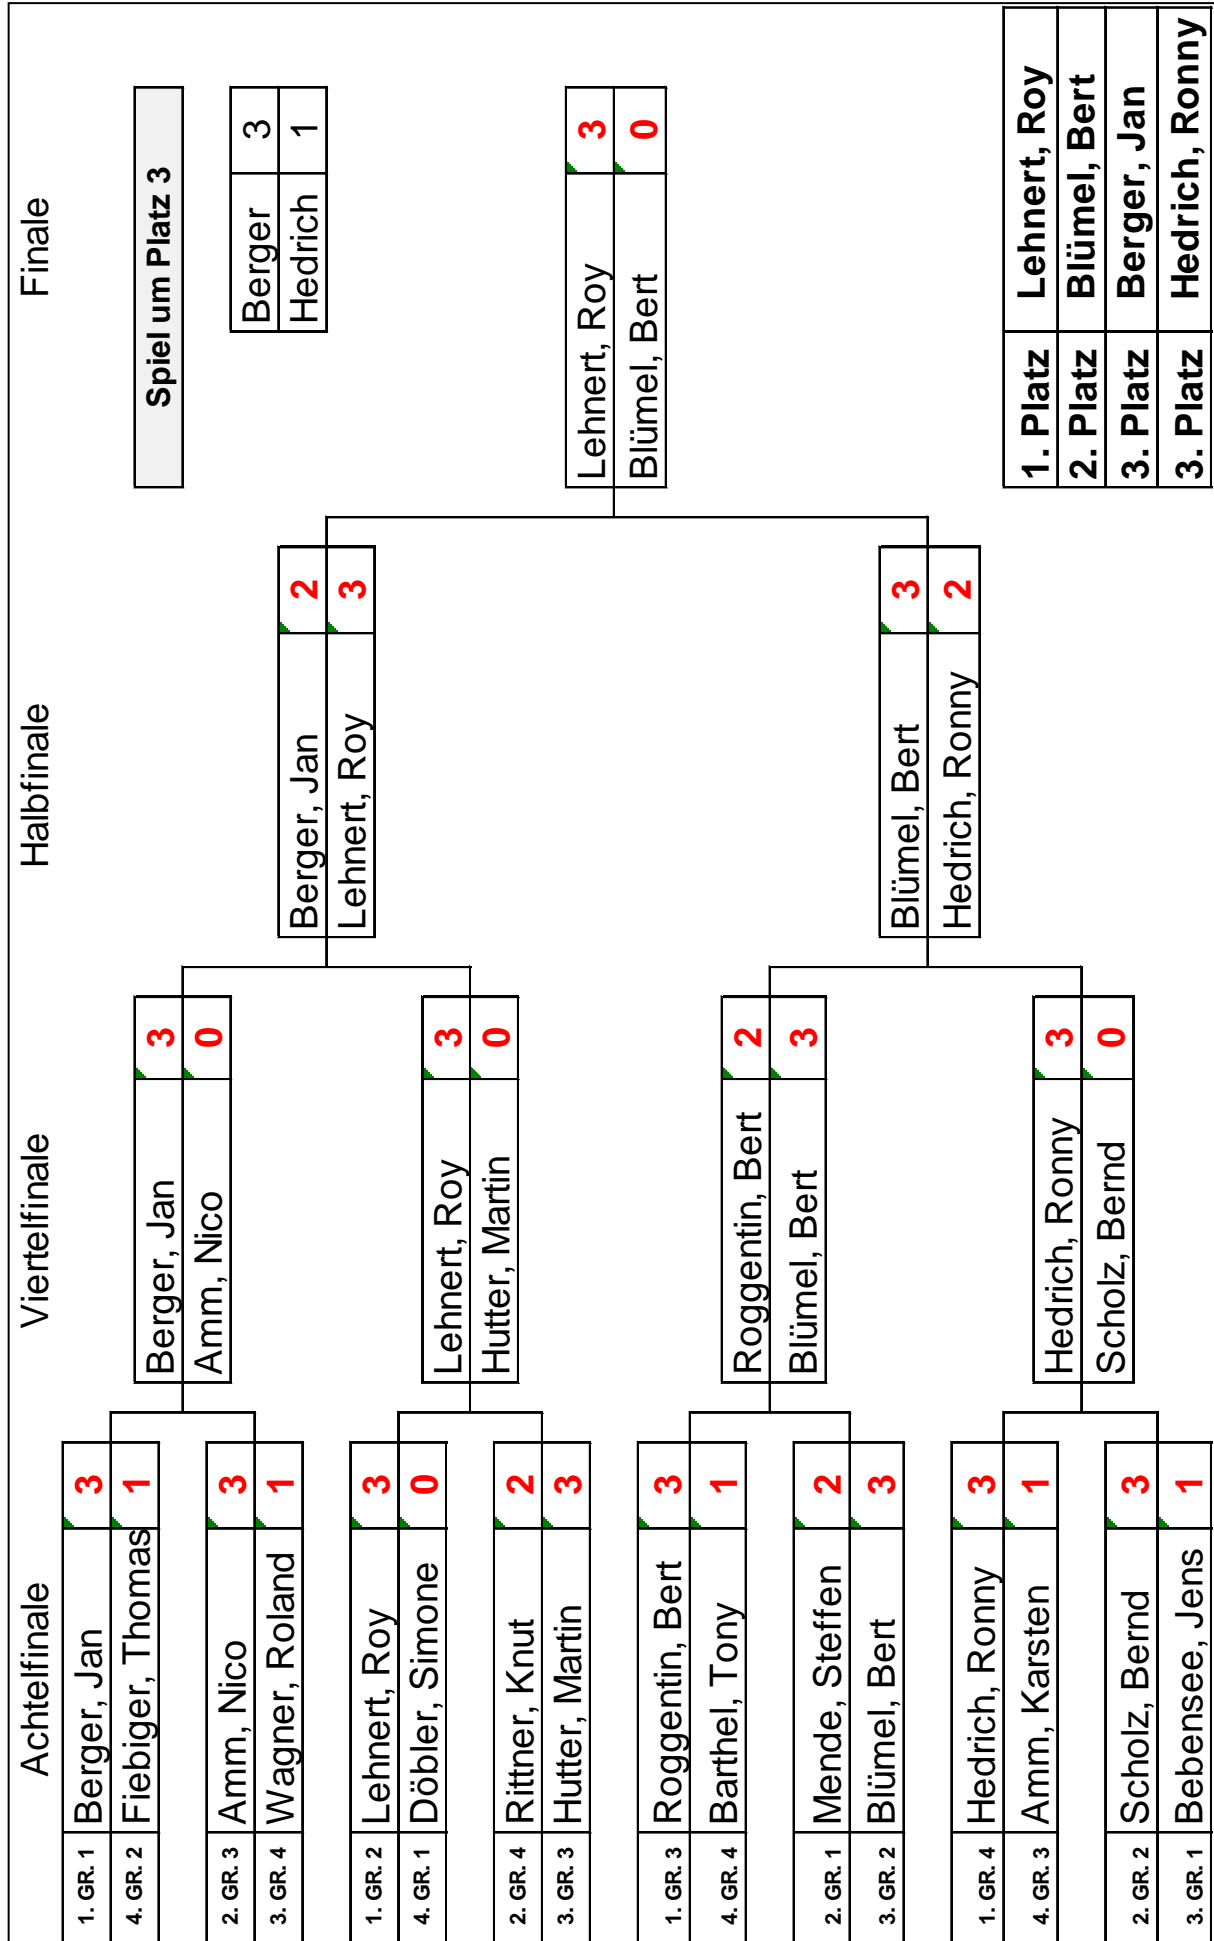 Achtelfinale
Viertelfinale
Halbfinale
Finale
1. GR. 1 Berger, Jan 3
4. GR. 2 Fiebiger, Thomas 1
2. GR. 3 Amm, Nico 3
3. GR. 4 Wagner, Roland 1
1. GR. 2 Lehnert, Roy 3
4. GR. 1 Döbler, Simone 0
2. GR. 4 Rittner, Knut 2
3. GR. 3 Hutter, Martin 3
1. GR. 3 Roggentin, Bert 3
4. GR. 4 Barthel, Tony 1
2. GR. 1 Mende, Steffen 2
3. GR. 2 Blümel, Bert 3
1. GR. 4 Hedrich, Ronny 3
4. GR. 3 Amm, Karsten 1
2. GR. 2 Scholz, Bernd 3
3. GR. 1 Bebensee, Jens 1
Berger, Jan 3
Amm, Nico 0
Lehnert, Roy 3
Hutter, Martin 0
Roggentin, Bert 2
Blümel, Bert 3
Hedrich, Ronny 3
Scholz, Bernd 0
Berger, Jan 2
Lehnert, Roy 3
Blümel, Bert 3
Hedrich, Ronny 2
Spiel um Platz 3
Berger 3
Hedrich 1
Lehnert, Roy 3
Blümel, Bert 0
1. Platz Lehnert, Roy
2. Platz Blümel, Bert
3. Platz Berger, Jan
3. Platz Hedrich, Ronny